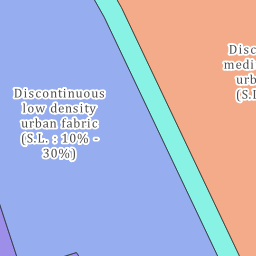 Discontinuous
low density
urban fabric
(S.L. : 10% -
30%)
Disc
medi
urb
(S.L